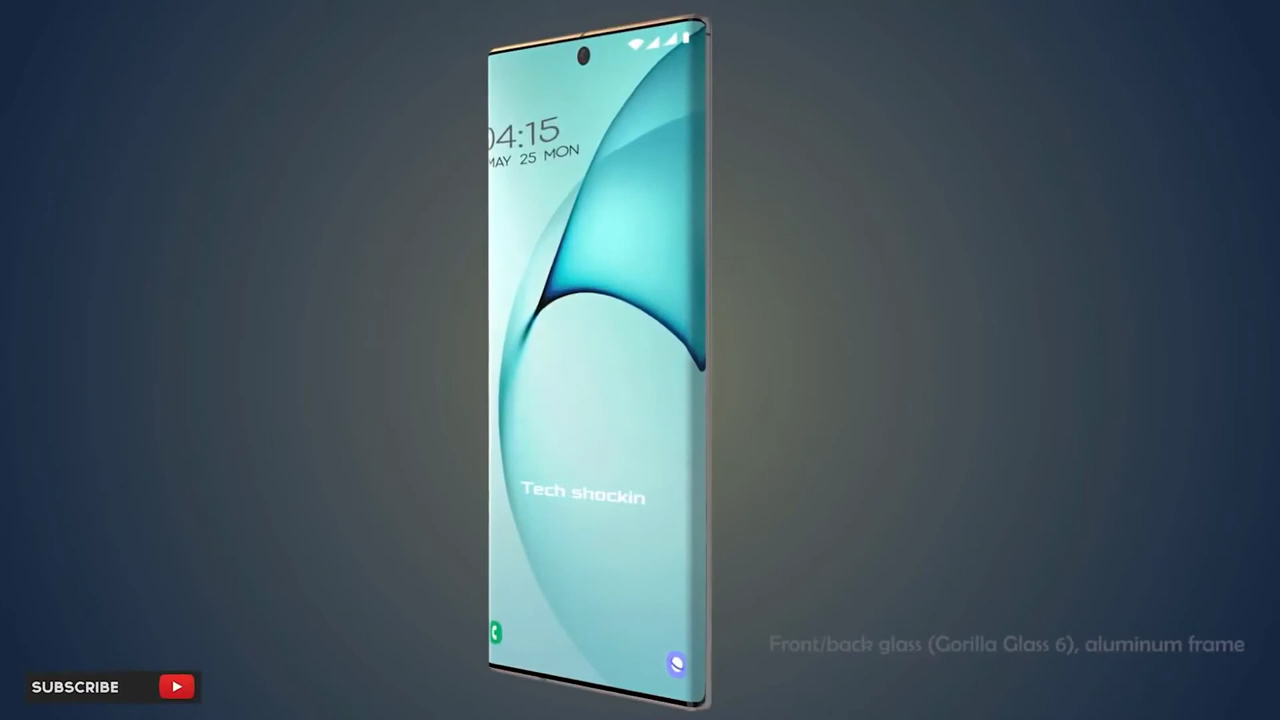 04:15
MAY 25 MON
Tech shockin
Front/back glass (Gorilla Glass 6), aluminum frame
SUBSCRIBE